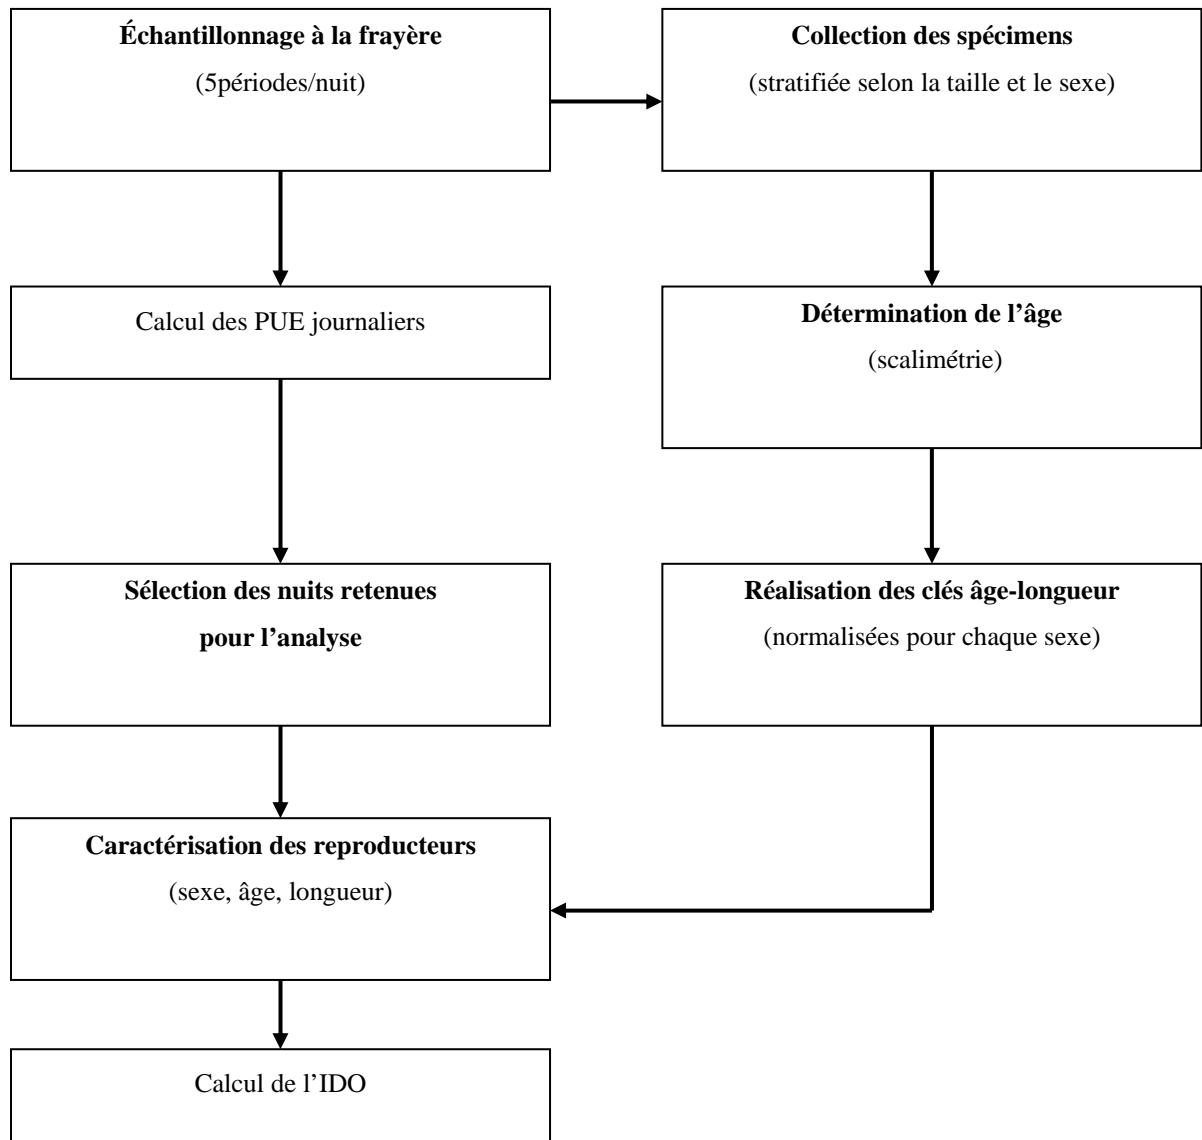 Échantillonnage à la frayère
(5périodes/nuit)
Collection des spécimens
(stratifiée selon la taille et le sexe)
Calcul des PUE journaliers
Détermination de l’âge
(scalimétrie)
Sélection des nuits retenues
pour l’analyse
Réalisation des clés âge-longueur
(normalisées pour chaque sexe)
Caractérisation des reproducteurs
(sexe, âge, longueur)
Calcul de l’IDO